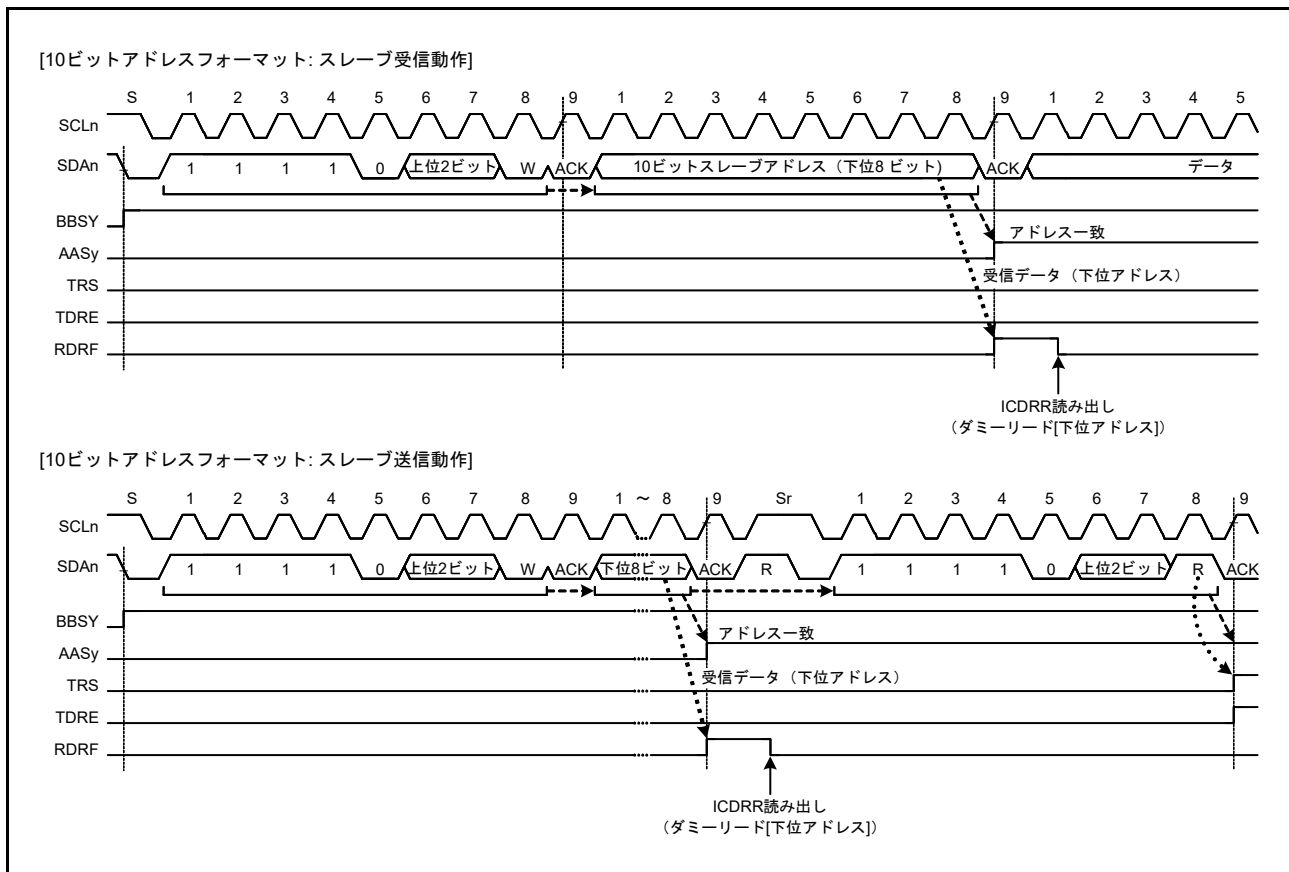 [10ビットアドレスフォーマット: スレーブ受信動作]
S 1 2 3 4 5 6 7 8 9 1 2 3 4 5 6 7 8 9 1 2 3 4 5
SCLn
SDAn 1 1 1 1 0 上位2ビット W ACK 10ビットスレーブアドレス（下位8 ビット） ACK データ
BBSY
アドレス一致
AASy
受信データ（下位アドレス）
TRS
TDRE
RDRF
ICDRR読み出し
（ダミーリード[下位アドレス]）
[10ビットアドレスフォーマット: スレーブ送信動作]
S 1 2 3 4 5 6 7 8 9 1 ～ 8 9 Sr 1 2 3 4 5 6 7 8 9
SCLn
SDAn 1 1 1 1 0 上位2ビット W ACK 下位8ビット ACK R 1 1 1 1 0 上位2ビット R ACK
BBSY
アドレス一致
AASy
受信データ（下位アドレス）
TRS
TDRE
RDRF
ICDRR読み出し
（ダミーリード[下位アドレス]）